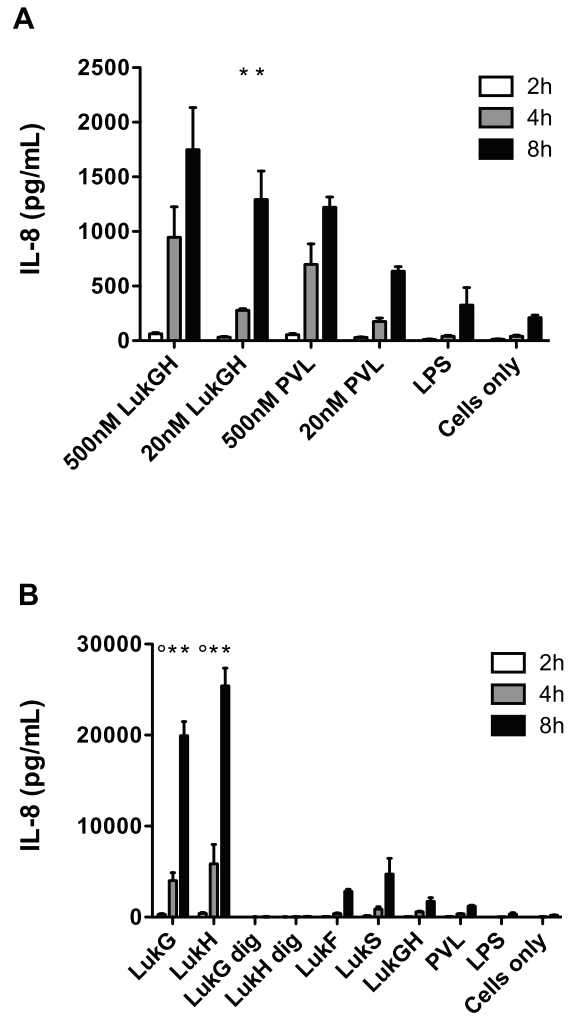 A
2500
2000
1500
1000
500
0
IL-8 (pg/mL)
* *
2h
4h
8h
500nM LukGH
20nM LukGH
500nM PVL
20nM PVL
LPS
Cells only
B
30000
20000
10000
0
IL-8 (pg/mL)
°** °**
2h
4h
8h
LukG
LukH
LukG dig
LukH dig
LukF
LukS
LukGH
PVL
LPS
Cells only